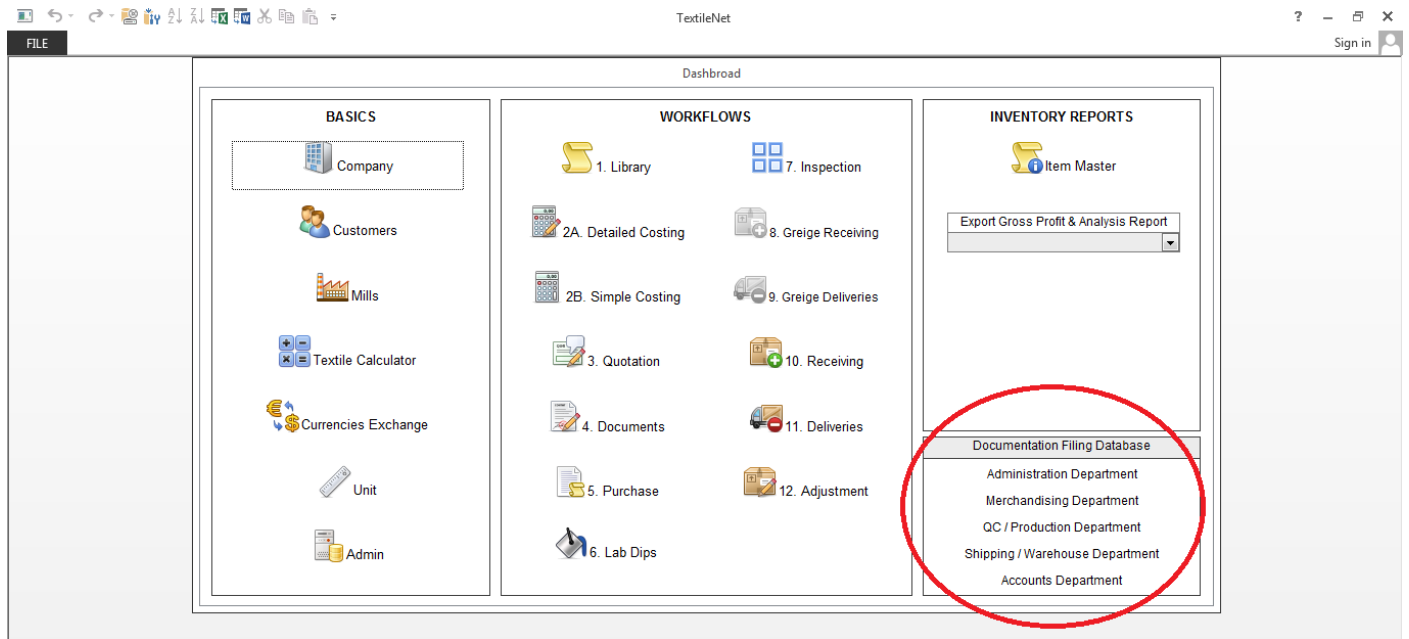 TextileNet
?
FILE
Sign in
Dashbroad
BASICS
Company
Customers
Mills
Textile Calculator
Currencies Exchange
Unit
Admin
WORKFLOWS
1. Library
2A. Detailed Costing
2B. Simple Costing
3. Quotation
4. Documents
5. Purchase
6. Lab Dips
7. Inspection
8. Greige Receiving
9. Greige Deliveries
10. Receiving
11. Deliveries
12. Adjustment
INVENTORY REPORTS
Item Master
Export Gross Profit & Analysis Report
Documentation Filing Database
Administration Department
Merchandising Department
QC / Production Department
Shipping / Warehouse Department
Accounts Department